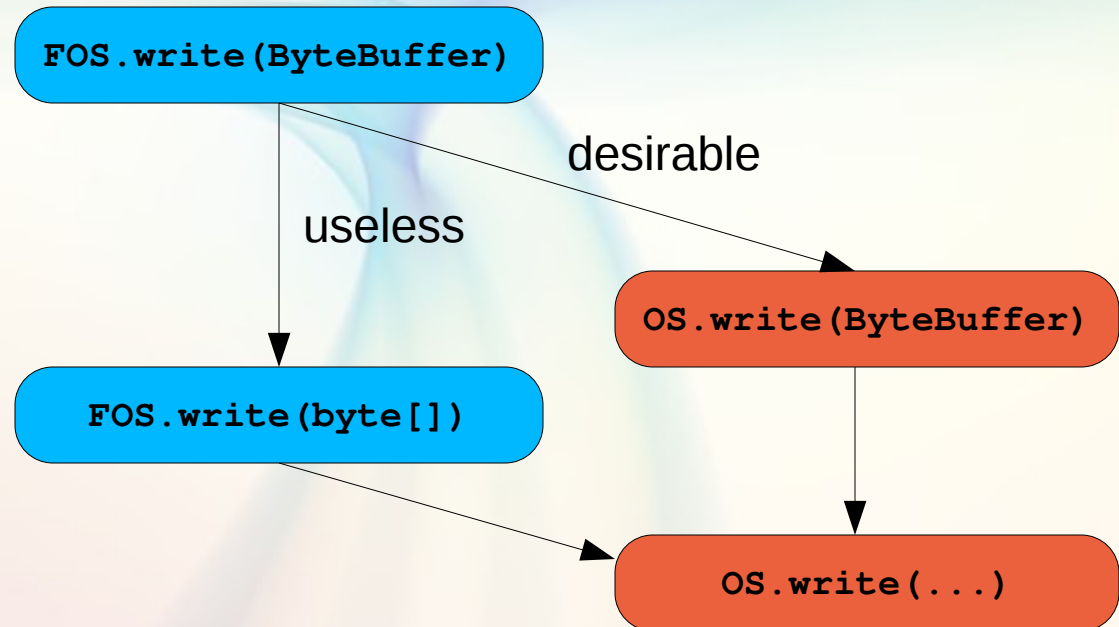 FOS.write(ByteBuffer)
desirable
useless
OS.write(ByteBuffer)
FOS.write(byte[])
OS.write(...)